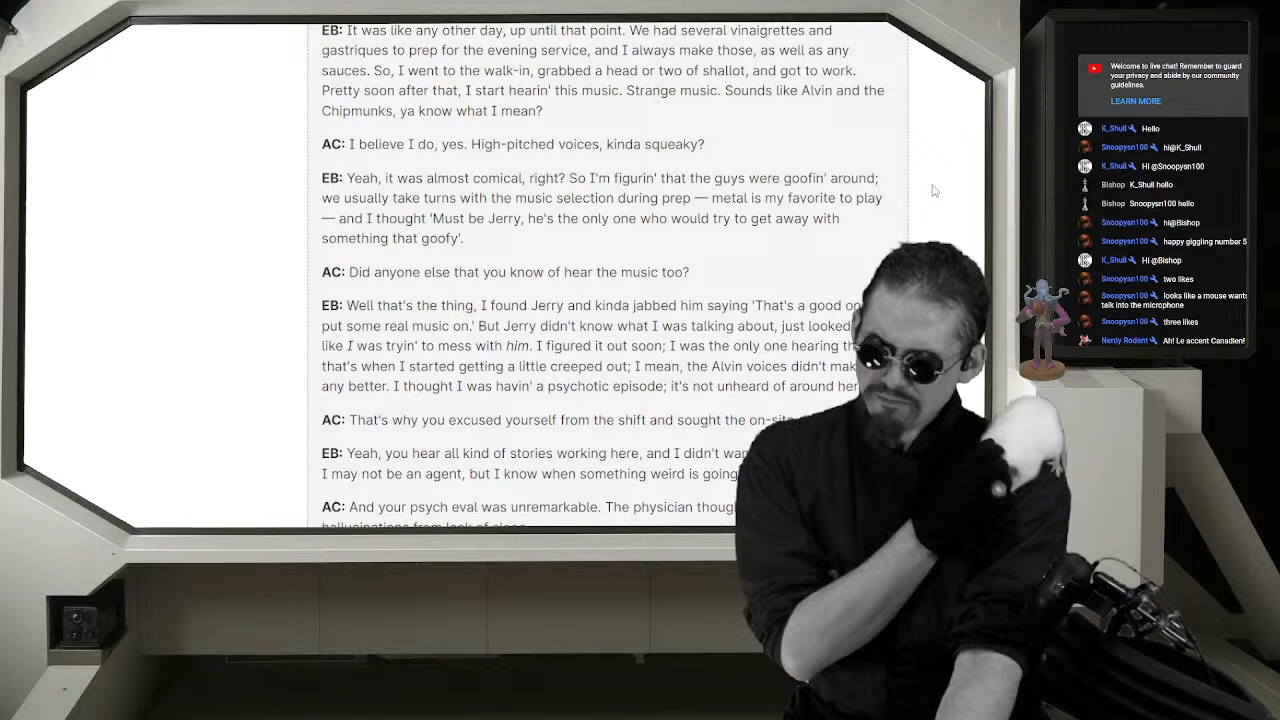 EB: It was like any other day, up until that point. We had several vinaigrettes and
gastriques to prep for the evening service, and I always make those, as well as any
sauces. So, I went to the walk-in, grabbed a head or two of shallot, and got to work.
Pretty soon after that, I start hearin' this music. Strange music. Sounds like Alvin and the
Chipmunks, ya know what I mean?
AC: I believe I do, yes. High-pitched voices, kinda squeaky?
EB: Yeah, it was almost comical, right? So I'm figurin' that the guys were goofin' around;
we usually take turns with the music selection during prep — metal is my favorite to play
— and I thought 'Must be Jerry, he's the only one who would try to get away with
something that goofy'.
AC: Did anyone else that you know of hear the music too?
EB: Well that's the thing, I found Jerry and kinda jabbed him saying 'That's a good
put some real music on.' But Jerry didn't know what I was talking about, just looked
like I was tryin' to mess with him. I figured it out soon; I was the only one hearing
that's when I started getting a little creeped out; I mean, the Alvin voices didn't
any better. I thought I was havin' a psychotic episode; it's not unheard of around
AC: That's why you excused yourself from the shift and sought the
EB: Yeah, you hear all kind of stories working here, and I didn't
I may not be an agent, but I know when something weird is going
AC: And your psych eval was unremarkable. The physician
Welcome to live chat! Remember to guard
your privacy and abide by our community
guidelines.
LEARN MORE
K_Shull Hello
Snoopysn100 hi@K_Shull
K_Shull Hi @Snoopysn100
Bishop K_Shull hello
Bishop Snoopysn100 hello
Snoopysn100 hi@Bishop
Snoopysn100 happy giggling number 5
K_Shull Hi @Bishop
Snoopysn100 two likes
Snoopysn100 looks like a mouse wants
talk into the microphone
Snoopysn100 three likes
Nerdy Rodent Ah! Le accent Canadien!